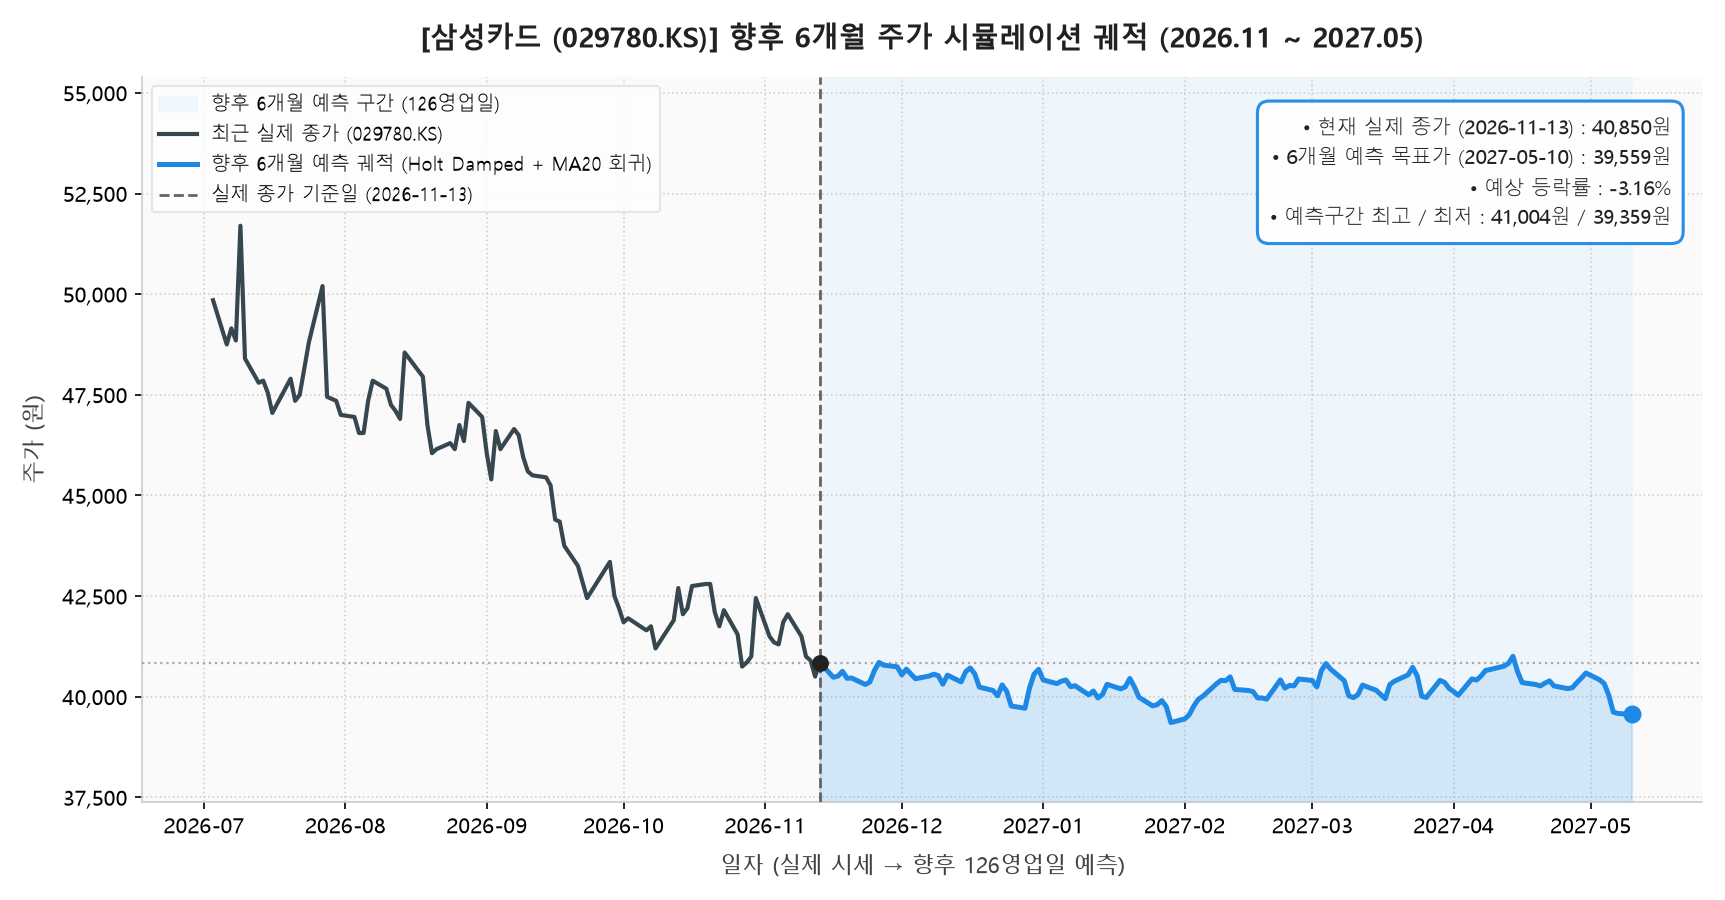 [삼성카드 (029780.KS)] 향후 6개월 주가 시뮬레이션 궤적 (2026.11 ~ 2027.05)
향후 6개월 예측 구간 (126영업일)
최근 실제 종가 (029780.KS)
향후 6개월 예측 궤적 (Holt Damped + MA20 회귀)
실제 종가 기준일 (2026-11-13)
• 현재 실제 종가 (2026-11-13) : 40,850원
• 6개월 예측 목표가 (2027-05-10) : 39,559원
• 예상 등락률 : -3.16%
• 예측구간 최고 / 최저 : 41,004원 / 39,359원
주가 (원)
55,000
52,500
50,000
47,500
45,000
42,500
40,000
37,500
2026-07 2026-08 2026-09 2026-10 2026-11 2026-12 2027-01 2027-02 2027-03 2027-04 2027-05
일자 (실제 시세 → 향후 126영업일 예측)